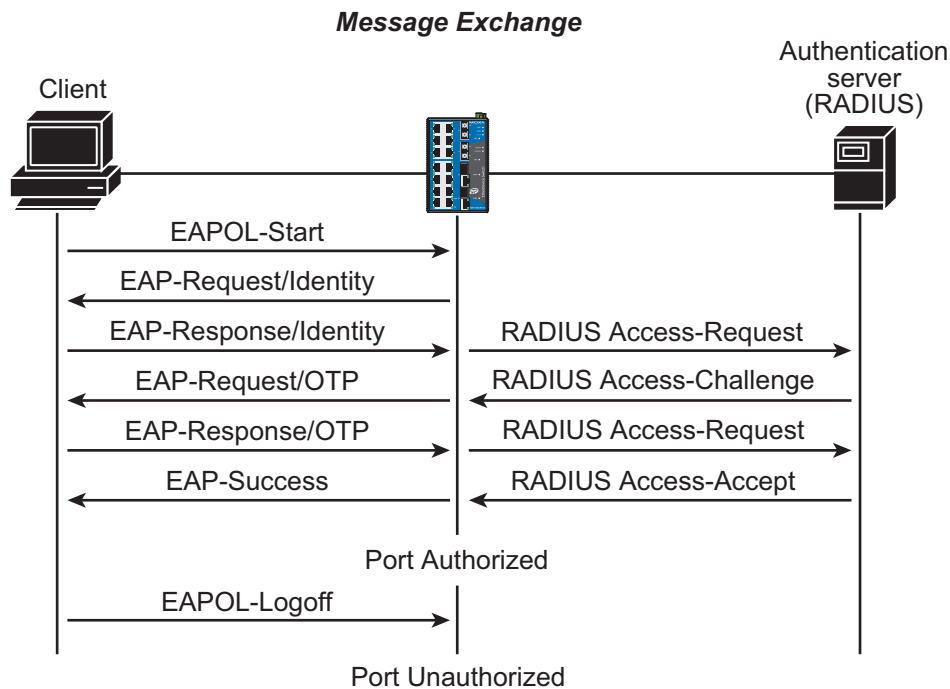 Message Exchange
Authentication
server
(RADIUS)
Client
EAPOL-Start
EAP-Request/Identity
EAP-Response/Identity
RADIUS Access-Request
EAP-Request/OTP
RADIUS Access-Challenge
EAP-Response/OTP
RADIUS Access-Request
EAP-Success
RADIUS Access-Accept
Port Authorized
EAPOL-Logoff
Port Unauthorized